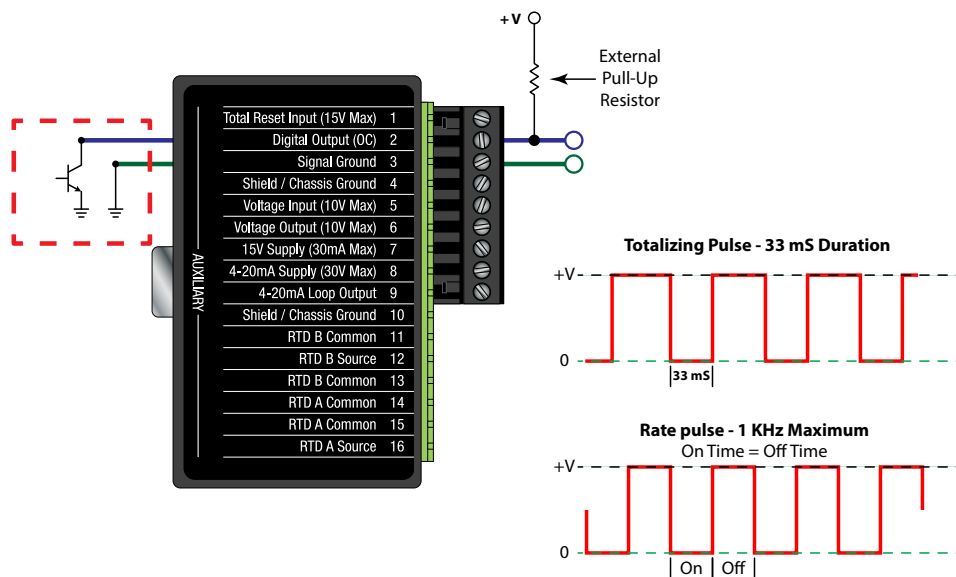 +V
External
Pull-Up
Resistor
Total Reset Input (15V Max) 1
Digital Output (OC) 2
Signal Ground 3
Shield / Chassis Ground 4
Voltage Input (10V Max) 5
Voltage Output (10V Max) 6
15V Supply (30mA Max) 7
4-20mA Supply (30V Max) 8
4-20mA Loop Output 9
Shield / Chassis Ground 10
RTD B Common 11
RTD B Source 12
RTD B Common 13
RTD A Common 14
RTD A Common 15
RTD A Source 16
AUXILIARY
Totalizing Pulse - 33 mS Duration
+V
0
33 mS
Rate pulse - 1 KHz Maximum
On Time = Off Time
+V
0
On Off